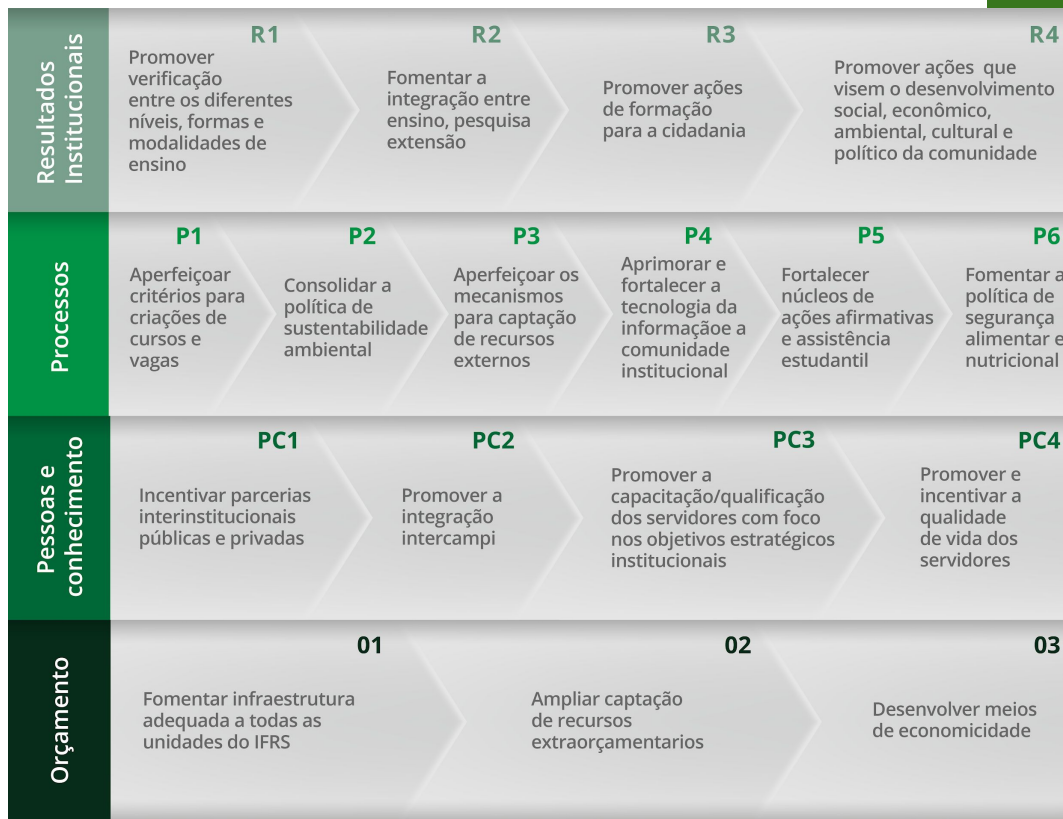 Resultados
Institucionais
R1
Promover
verificação
entre os diferentes
níveis, formas e
modalidades de
ensino
R2
Fomentar a
integração entre
ensino, pesquisa
extensão
R3
Promover ações
de formação
para a cidadania
R4
Promover ações  que
visem o desenvolvimento
social, econômico,
ambiental, cultural e
político da comunidade
Processos
P1
Aperfeiçoar
critérios para
criações de
cursos e
vagas
P2
Consolidar a
política de
sustentabilidade
ambiental
P3
Aperfeiçoar os
mecanismos
para captação
de recursos
externos
P4
Aprimorar e
fortalecer a
tecnologia da
informaçãoe a
comunidade
institucional
P5
Fortalecer
núcleos de
ações afirmativas
e assistência
estudantil
P6
Fomentar a
política de
segurança
alimentar e
nutricional
Pessoas e
conhecimento
PC1
Incentivar parcerias
interinstitucionais
públicas e privadas
PC2
Promover a
integração
intercampi
PC3
Promover a
capacitação/qualificação
dos servidores com foco
nos objetivos estratégicos
institucionais
PC4
Promover e
incentivar a
qualidade
de vida dos
servidores
Orçamento
01
Fomentar infraestrutura
adequada a todas as
unidades do IFRS
02
Ampliar captação
de recursos
extraorçamentarios
03
Desenvolver meios
de economicidade